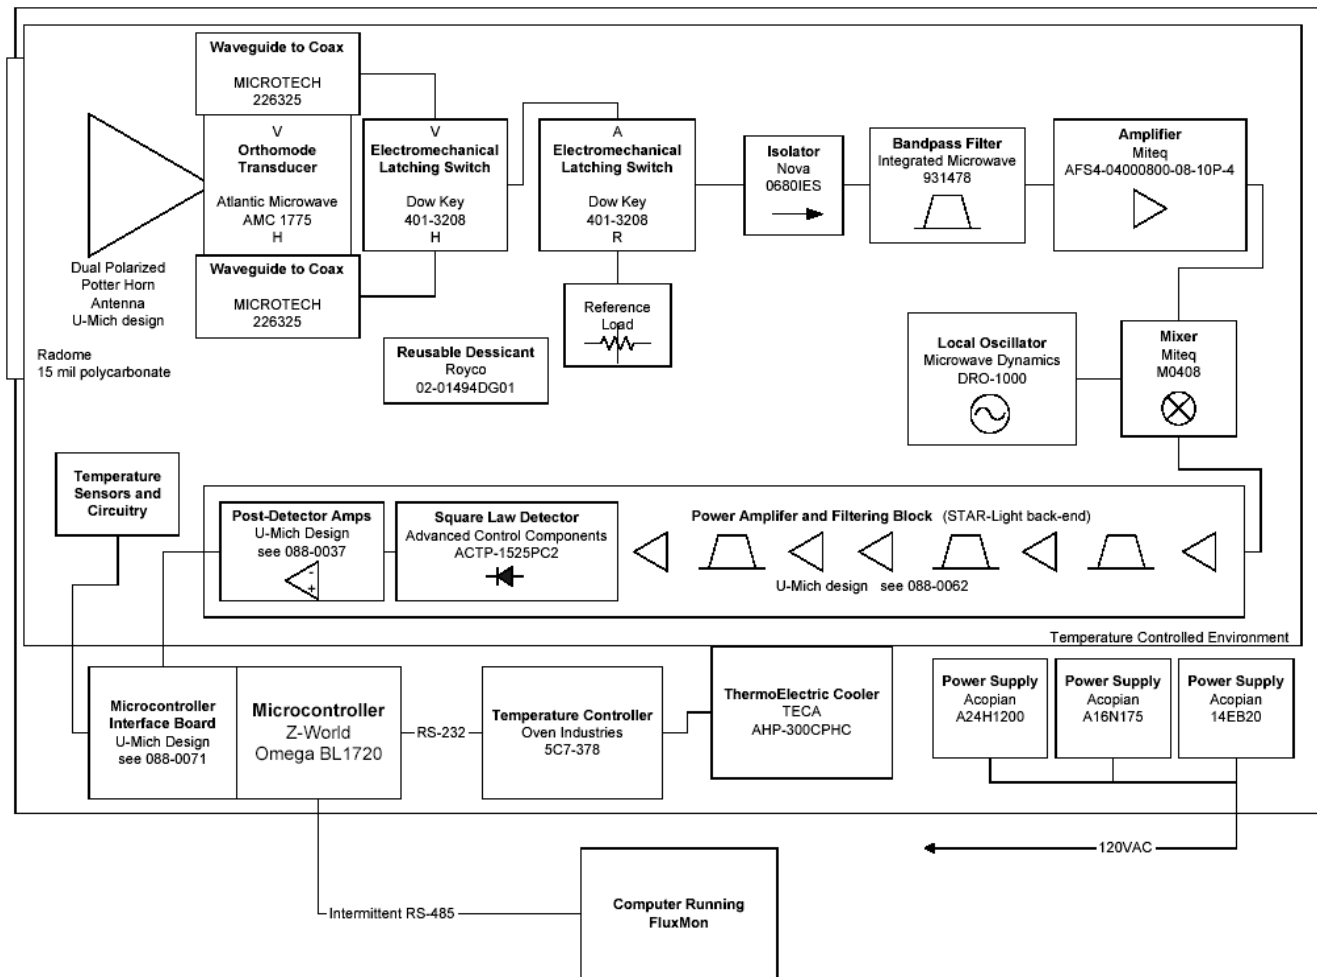 Waveguide to Coax
MICROTECH
226325
V
Orthomode
Transducer
Atlantic Microwave
AMC 1775
H
Waveguide to Coax
MICROTECH
226325
Dual Polarized
Potter Horn
Antenna
U-Mich design
Radome
15 mil polycarbonate
V
Electromechanical
Latching Switch
Dow Key
401-3208
H
A
Electromechanical
Latching Switch
Dow Key
401-3208
R
Reference
Load
Reusable Dessicant
Royco
02-01494DG01
Isolator
Nova
0680IES
Bandpass Filter
Integrated Microwave
931478
Amplifier
Miteq
AFS4-04000800-08-10P-4
Local Oscillator
Microwave Dynamics
DRO-1000
Mixer
Miteq
M0408
Temperature
Sensors and
Circuitry
Post-Detector Amps
U-Mich Design
see 088-0037
-
+
Square Law Detector
Advanced Control Components
ACTP-1525PC2
Power Amplifer and Filtering Block (STAR-Light back-end)
U-Mich design see 088-0062
Temperature Controlled Environment
Microcontroller
Interface Board
U-Mich Design
see 088-0071
Microcontroller
Z-World
Omega BL1720
RS-232
Temperature Controller
Oven Industries
5C7-378
ThermoElectric Cooler
TECA
AHP-300CPHC
Power Supply
Acopian
A24H1200
Power Supply
Acopian
A16N175
Power Supply
Acopian
14EB20
120VAC
Intermittent RS-485
Computer Running
FluxMon